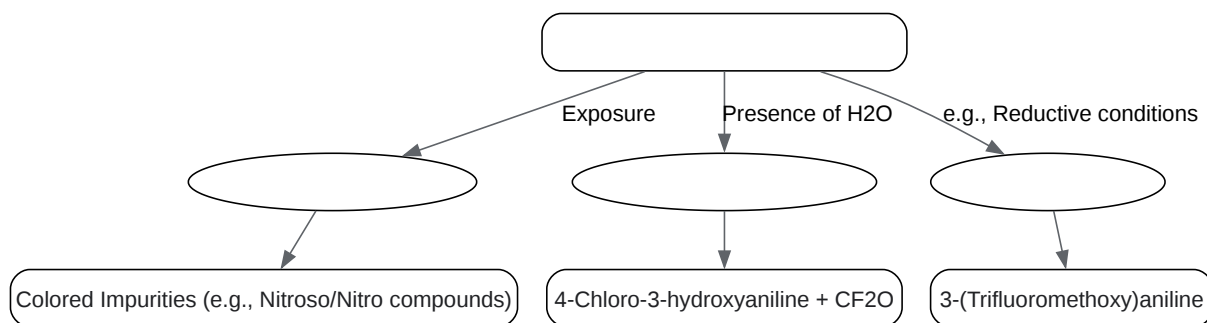 Exposure
Presence of H2O
e.g., Reductive conditions
Colored Impurities (e.g., Nitroso/Nitro compounds)
4-Chloro-3-hydroxyaniline + CF2O
3-(Trifluoromethoxy)aniline